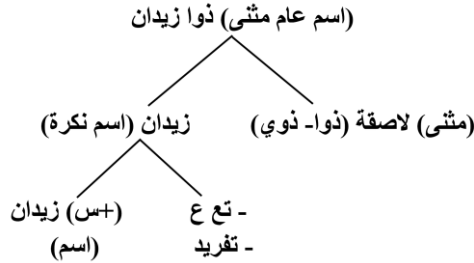 (اسم عام مثنى) ذوا زيدان
(مثنى) لاصقة (ذوا- ذوي)
زيدان (اسم نكرة)
- تع ع
- تفريد
(+س) زيدان
(اسم)